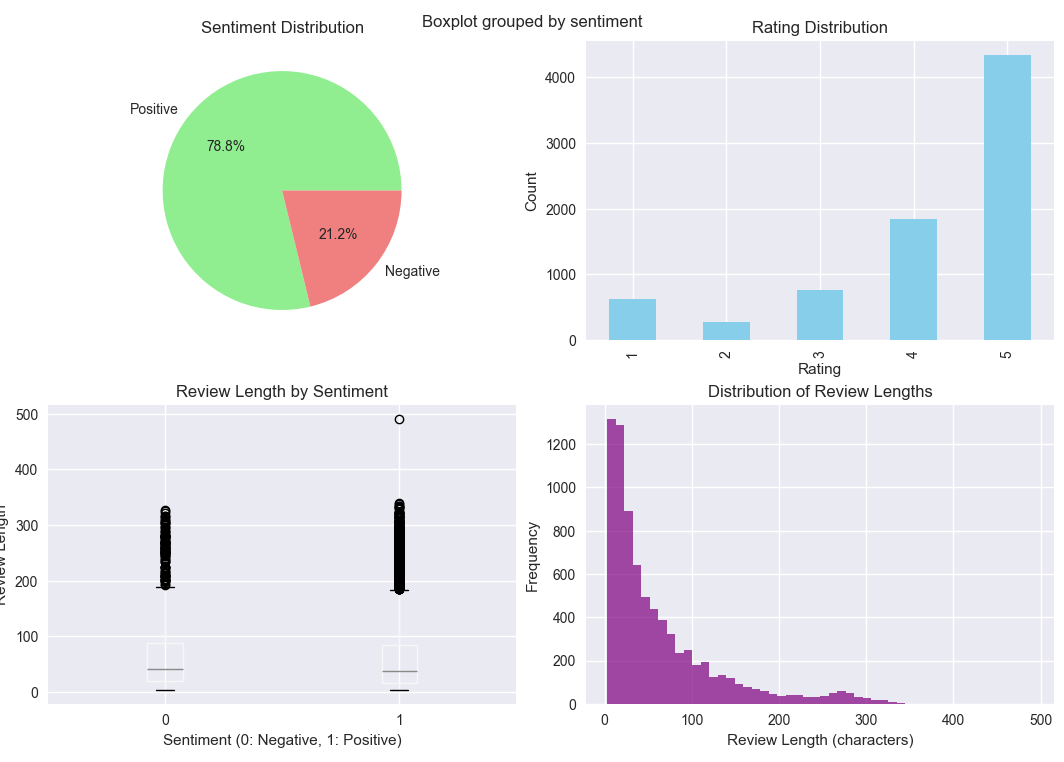 Boxplot grouped by sentiment
Sentiment Distribution
Positive
78.8%
21.2%
Negative
Rating Distribution
Count
4000
3000
2000
1000
0
1
2
3
4
5
Rating
Review Length by Sentiment
Review Length
500
400
300
200
100
0
0
1
Sentiment (0: Negative, 1: Positive)
Distribution of Review Lengths
Frequency
1200
1000
800
600
400
200
0
0
100
200
300
400
500
Review Length (characters)